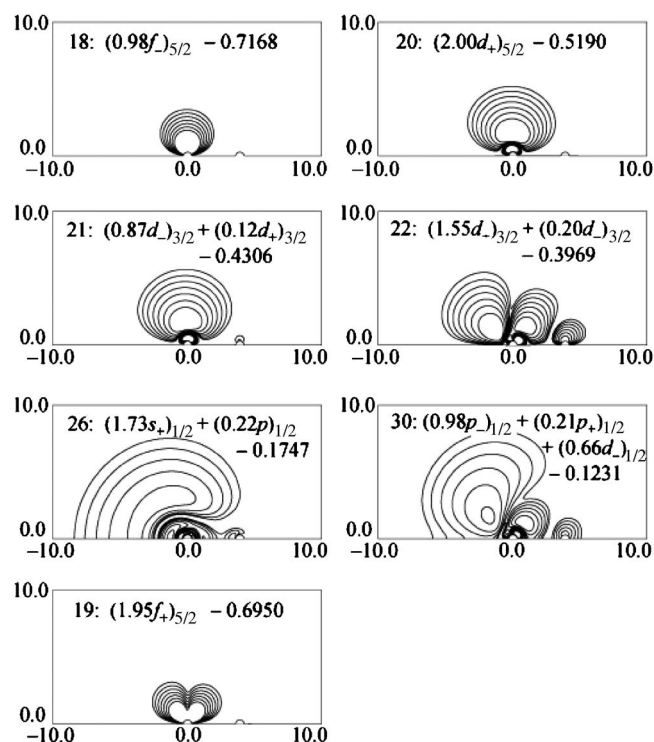 10.0
18: (0.98f₋)₅/₂ − 0.7168
0.0
−10.0 0.0 10.0
10.0
20: (2.00d₊)₅/₂ − 0.5190
0.0
−10.0 0.0 10.0
10.0
21: (0.87d₋)₃/₂ + (0.12d₊)₃/₂
− 0.4306
0.0
−10.0 0.0 10.0
10.0
22: (1.55d₊)₃/₂ + (0.20d₋)₃/₂
− 0.3969
0.0
−10.0 0.0 10.0
10.0
26: (1.73s₊)₁/₂ + (0.22p)₁/₂
− 0.1747
0.0
−10.0 0.0 10.0
10.0
30: (0.98p₋)₁/₂ + (0.21p₊)₁/₂
+ (0.66d₋)₁/₂
− 0.1231
0.0
−10.0 0.0 10.0
10.0
19: (1.95f₊)₅/₂ − 0.6950
0.0
−10.0 0.0 10.0